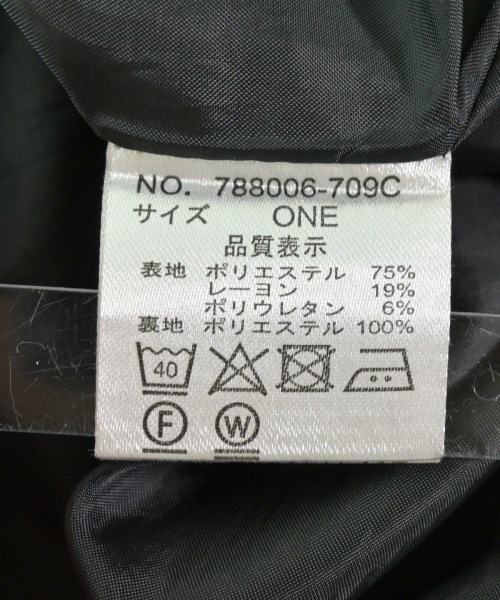 NO. 788006-709C
サイズ ONE
品質表示
表地 ポリエステル 75%
レーヨン 19%
ポリウレタン 6%
裏地 ポリエステル 100%
40
F W